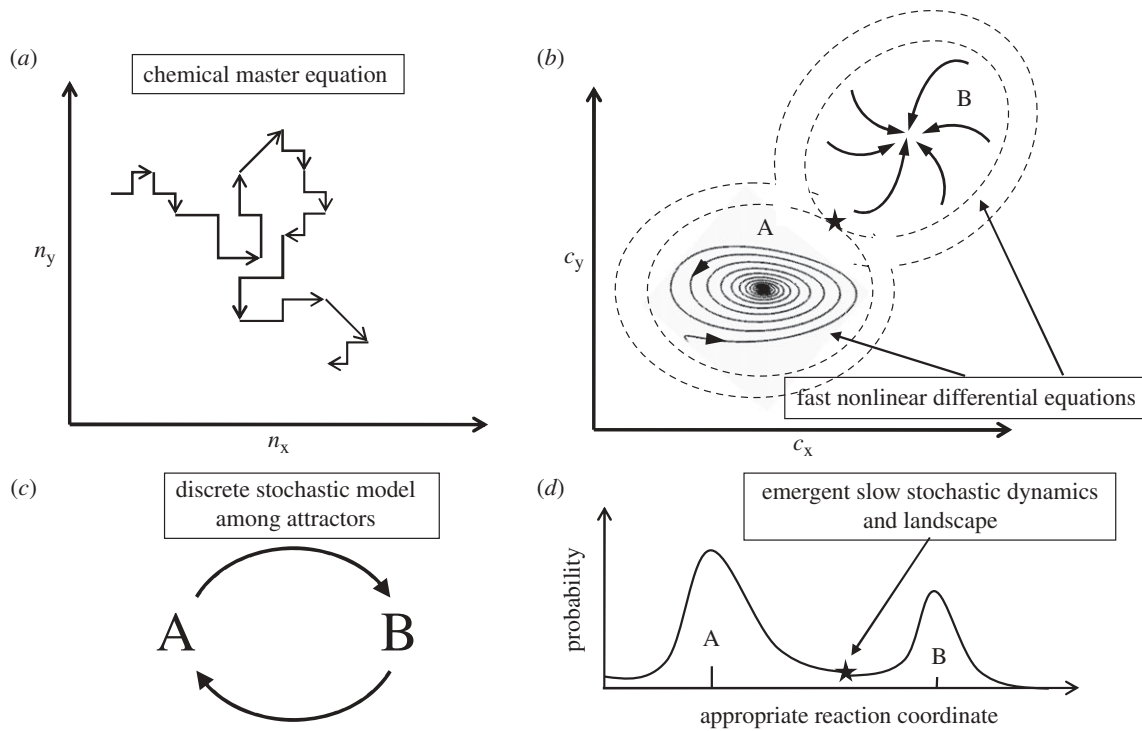 (a)
chemical master equation
n_y
n_x
(b)
B
A
c_y
fast nonlinear differential equations
c_x
(c)
discrete stochastic model
among attractors
A
B
(d)
emergent slow stochastic dynamics
and landscape
probability
A
B
appropriate reaction coordinate